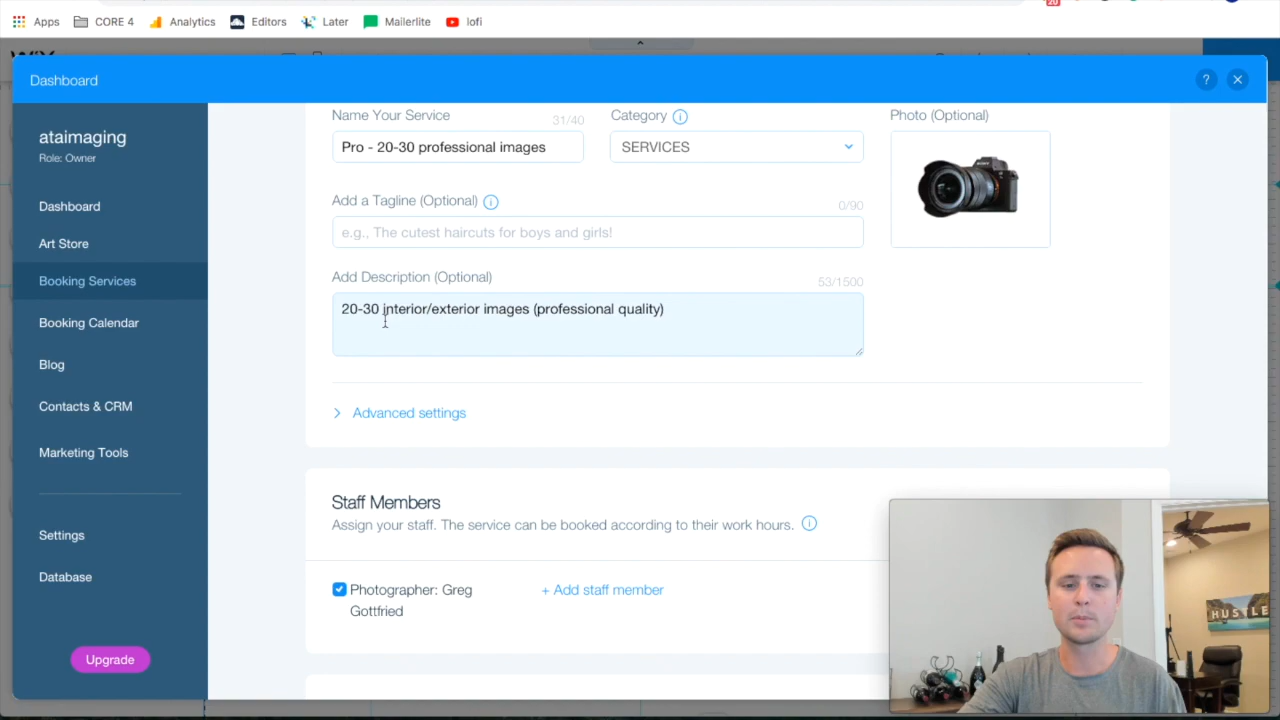 Apps CORE 4 Analytics Editors Later Mailerlite lofi
20
Dashboard ?
ataimaging
Role: Owner
Dashboard
Art Store
Booking Services
Booking Calendar
Blog
Contacts & CRM
Marketing Tools
Settings
Database
Upgrade
Name Your Service 31/40
Pro - 20-30 professional images
Category i
SERVICES
Photo (Optional)
SONY
Add a Tagline (Optional) i 0/90
e.g., The cutest haircuts for boys and girls!
Add Description (Optional) 53/1500
20-30 interior/exterior images (professional quality)
Advanced settings
Staff Members
Assign your staff. The service can be booked according to their work hours. i
Photographer: Greg
Gottfried
+ Add staff member
HUSTLE